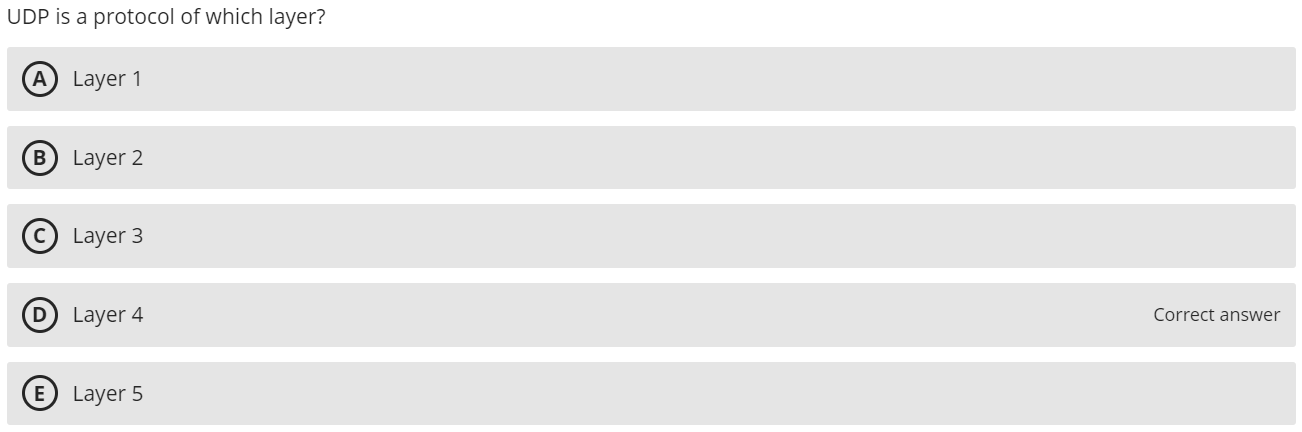 UDP is a protocol of which layer?
A Layer 1
B Layer 2
C Layer 3
D Layer 4 Correct answer
E Layer 5